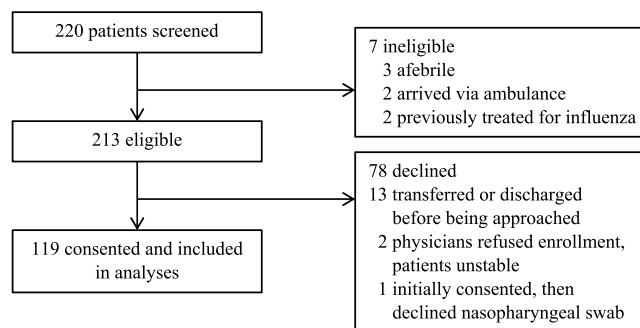 220 patients screened
7 ineligible
3 afebrile
2 arrived via ambulance
2 previously treated for influenza
213 eligible
78 declined
13 transferred or discharged
before being approached
2 physicians refused enrollment,
patients unstable
1 initially consented, then
declined nasopharyngeal swab
119 consented and included
in analyses